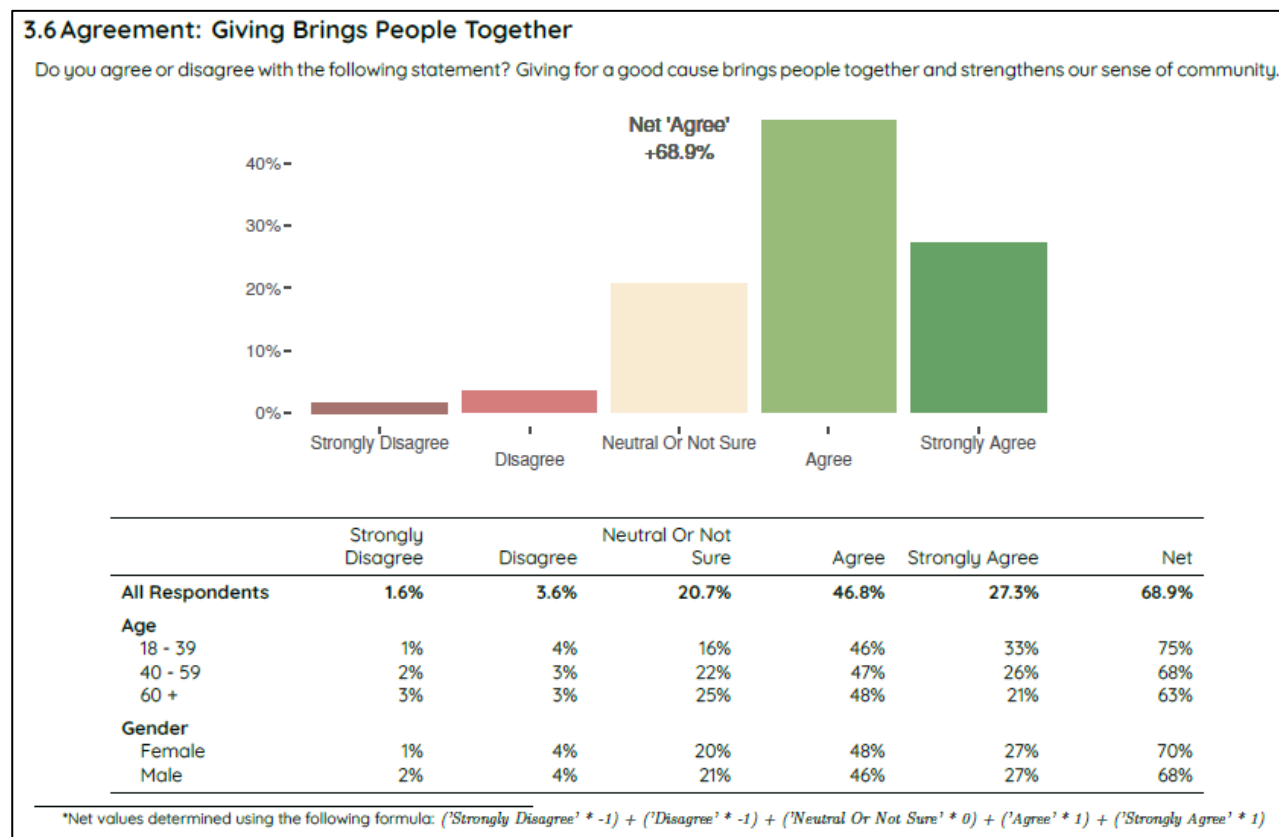 3.6 Agreement: Giving Brings People Together
Do you agree or disagree with the following statement? Giving for a good cause brings people together and strengthens our sense of community.
Net 'Agree'
+68.9%
40%
30%
20%
10%
0%
Strongly Disagree
Disagree
Neutral Or Not Sure
Agree
Strongly Agree
Strongly Disagree Disagree Neutral Or Not Sure Agree Strongly Agree Net
All Respondents 1.6% 3.6% 20.7% 46.8% 27.3% 68.9%
Age
18 - 39 1% 4% 16% 46% 33% 75%
40 - 59 2% 3% 22% 47% 26% 68%
60 + 3% 3% 25% 48% 21% 63%
Gender
Female 1% 4% 20% 48% 27% 70%
Male 2% 4% 21% 46% 27% 68%
*Net values determined using the following formula: ('Strongly Disagree' * -1) + ('Disagree' * -1) + ('Neutral Or Not Sure' * 0) + ('Agree' * 1) + ('Strongly Agree' * 1)